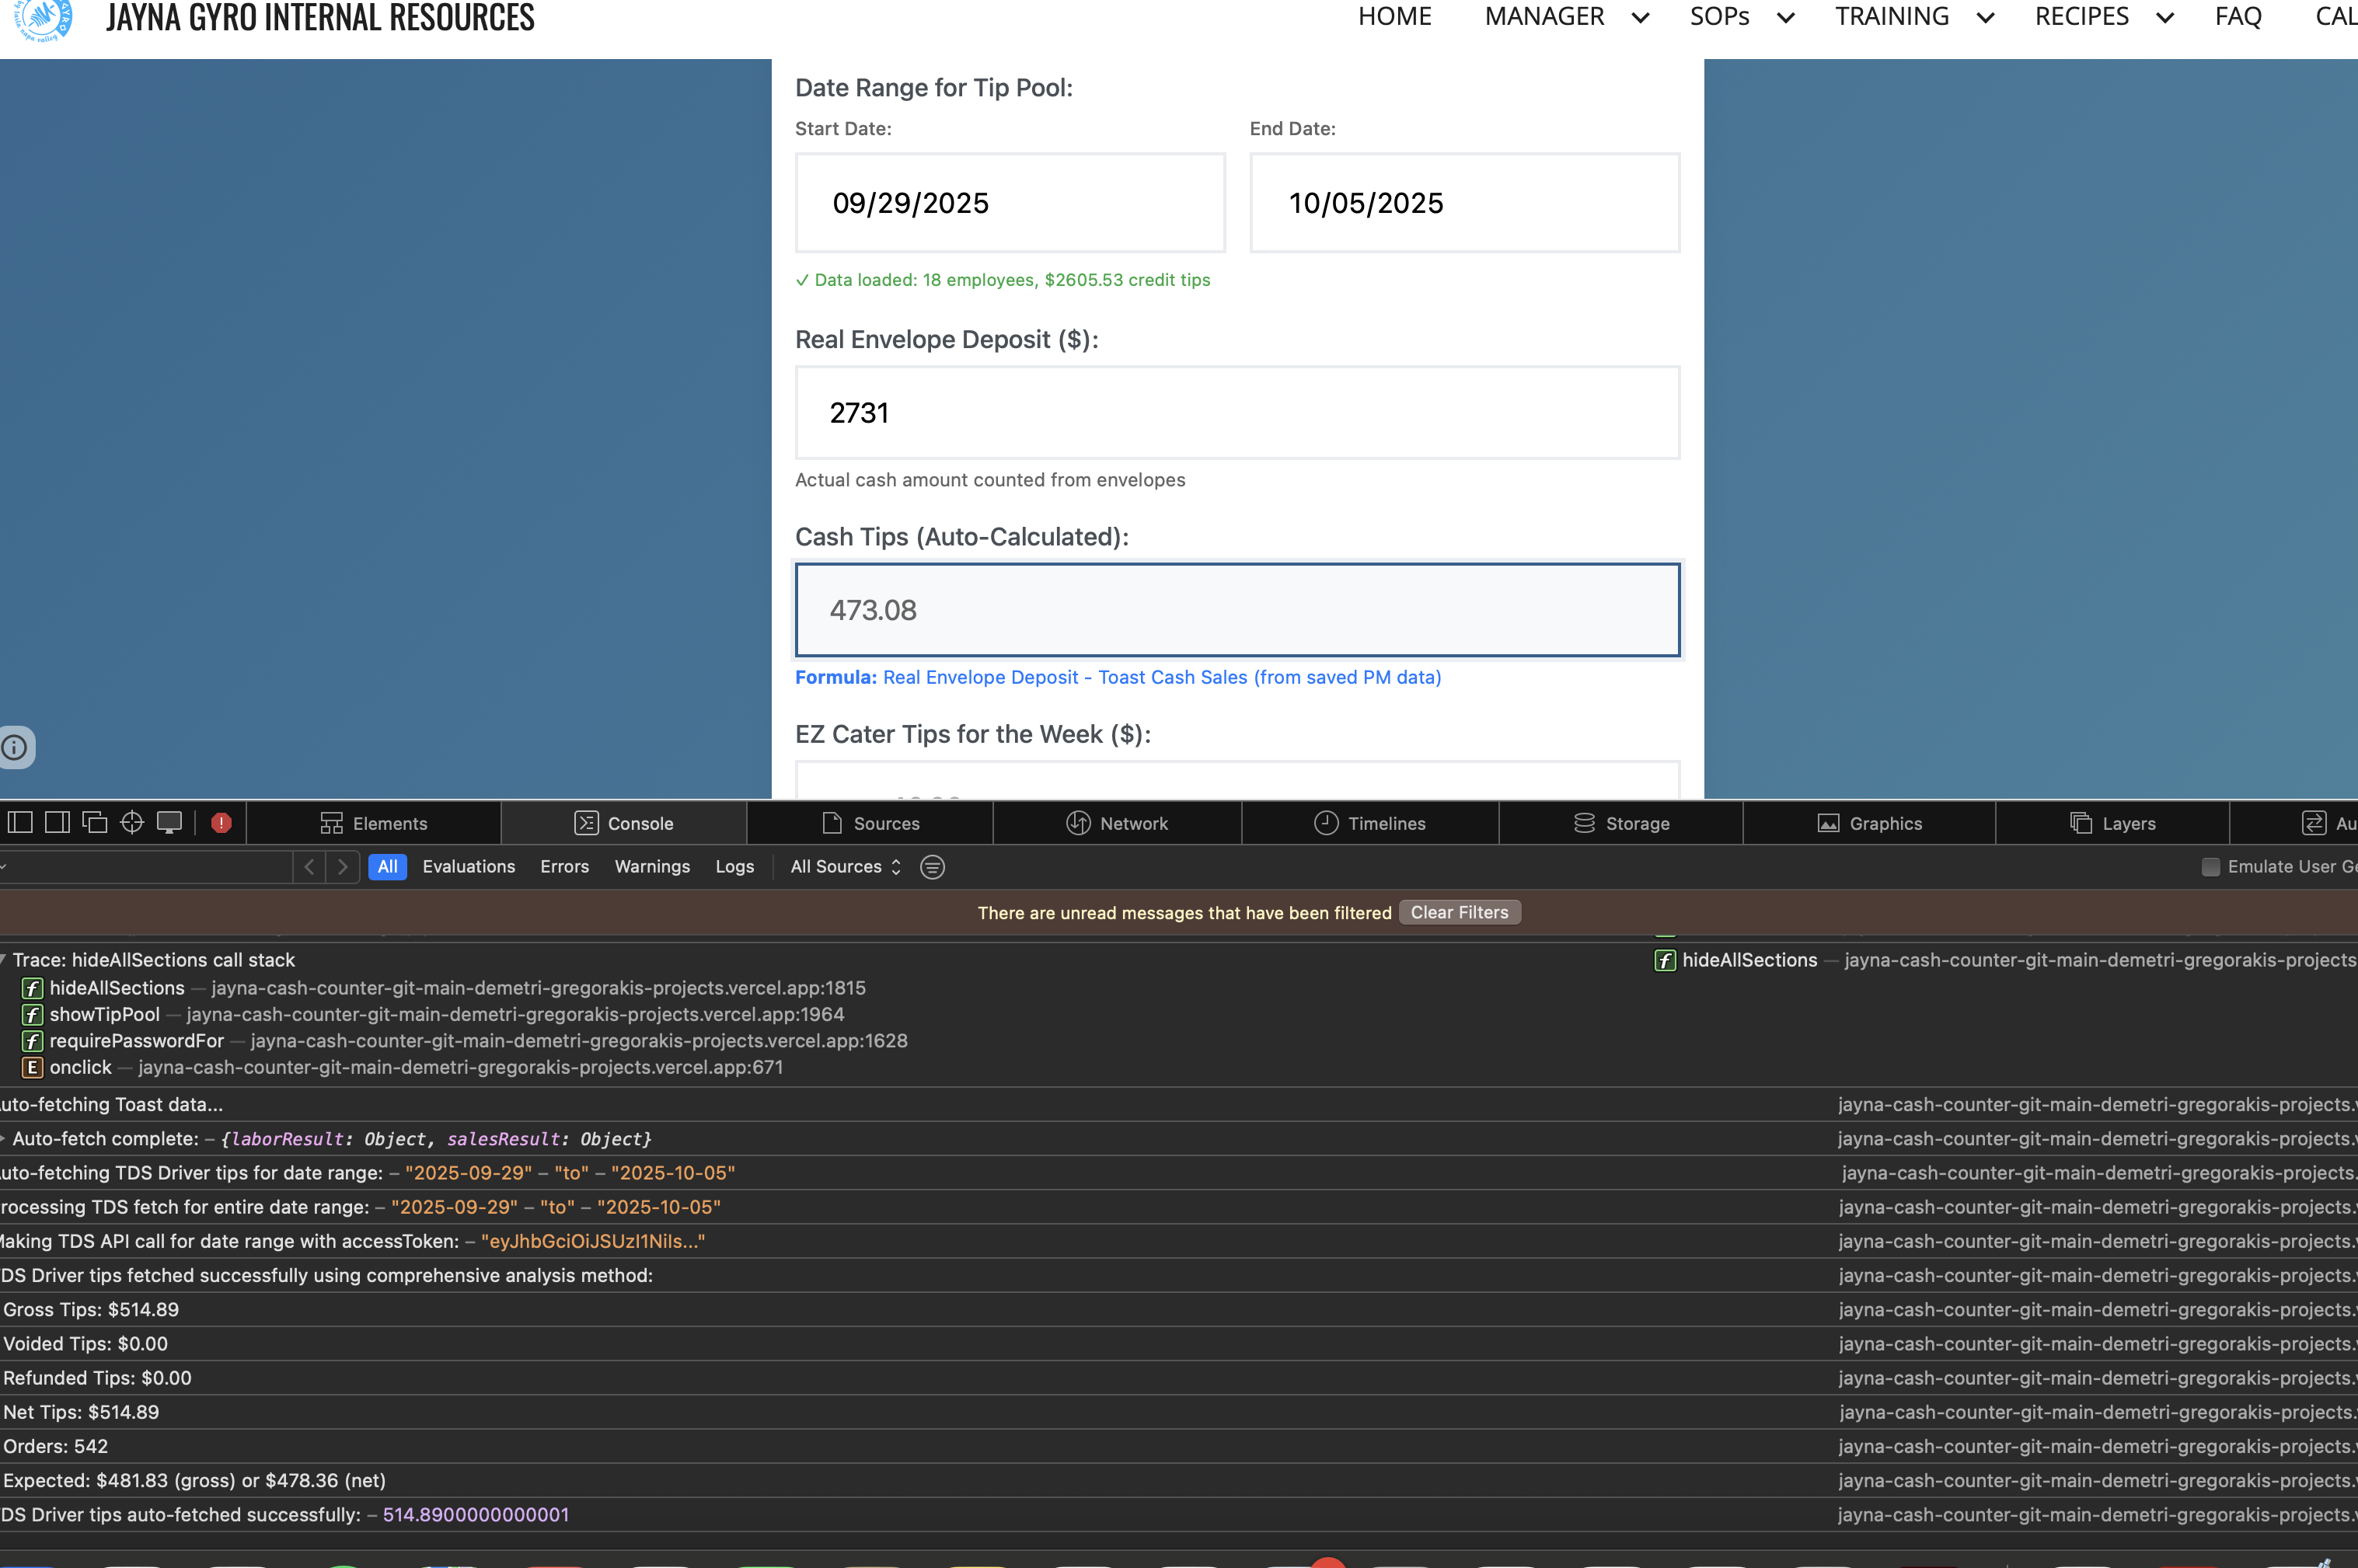 JAYNA GYRO INTERNAL RESOURCES
HOME MANAGER SOPs TRAINING RECIPES FAQ CAL
Date Range for Tip Pool:
Start Date: End Date:
09/29/2025 10/05/2025
✓ Data loaded: 18 employees, $2605.53 credit tips
Real Envelope Deposit ($):
2731
Actual cash amount counted from envelopes
Cash Tips (Auto-Calculated):
473.08
Formula: Real Envelope Deposit - Toast Cash Sales (from saved PM data)
EZ Cater Tips for the Week ($):
Elements Console Sources Network Timelines Storage Graphics Layers Au
All Evaluations Errors Warnings Logs All Sources Emulate User Ge
There are unread messages that have been filtered Clear Filters
Trace: hideAllSections call stack f hideAllSections — jayna-cash-counter-git-main-demetri-gregorakis-projects
f hideAllSections — jayna-cash-counter-git-main-demetri-gregorakis-projects.vercel.app:1815
f showTipPool — jayna-cash-counter-git-main-demetri-gregorakis-projects.vercel.app:1964
f requirePasswordFor — jayna-cash-counter-git-main-demetri-gregorakis-projects.vercel.app:1628
E onclick — jayna-cash-counter-git-main-demetri-gregorakis-projects.vercel.app:671
uto-fetching Toast data... jayna-cash-counter-git-main-demetri-gregorakis-projects.v
Auto-fetch complete: – {laborResult: Object, salesResult: Object} jayna-cash-counter-git-main-demetri-gregorakis-projects.v
uto-fetching TDS Driver tips for date range: – "2025-09-29" – "to" – "2025-10-05" jayna-cash-counter-git-main-demetri-gregorakis-projects.
rocessing TDS fetch for entire date range: – "2025-09-29" – "to" – "2025-10-05" jayna-cash-counter-git-main-demetri-gregorakis-projects.v
Making TDS API call for date range with accessToken: – "eyJhbGciOiJSUzI1NiIs..." jayna-cash-counter-git-main-demetri-gregorakis-projects.v
DS Driver tips fetched successfully using comprehensive analysis method: jayna-cash-counter-git-main-demetri-gregorakis-projects.v
Gross Tips: $514.89 jayna-cash-counter-git-main-demetri-gregorakis-projects.v
Voided Tips: $0.00 jayna-cash-counter-git-main-demetri-gregorakis-projects.v
Refunded Tips: $0.00 jayna-cash-counter-git-main-demetri-gregorakis-projects.v
Net Tips: $514.89 jayna-cash-counter-git-main-demetri-gregorakis-projects.v
Orders: 542 jayna-cash-counter-git-main-demetri-gregorakis-projects.v
Expected: $481.83 (gross) or $478.36 (net) jayna-cash-counter-git-main-demetri-gregorakis-projects.v
DS Driver tips auto-fetched successfully: – 514.8900000000001 jayna-cash-counter-git-main-demetri-gregorakis-projects.v